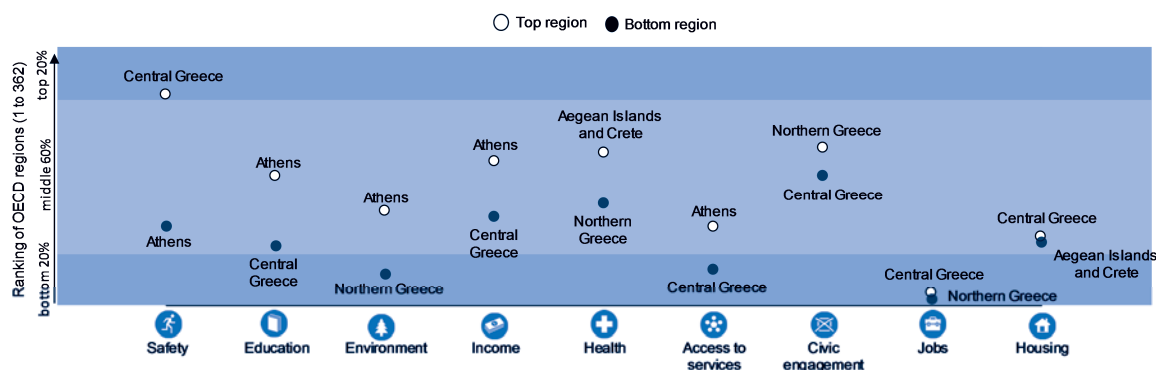 Top region
Bottom region
Ranking of OECD regions (1 to 362)
top 20%
middle 60%
bottom 20%
Central Greece
Athens
Athens
Central
Greece
Athens
Northern Greece
Athens
Central
Greece
Aegean Islands
and Crete
Northern
Greece
Athens
Central Greece
Northern Greece
Central Greece
Central Greece
Northern Greece
Central Greece
Aegean Islands
and Crete
Safety
Education
Environment
Income
Health
Access to
services
Civic
engagement
Jobs
Housing